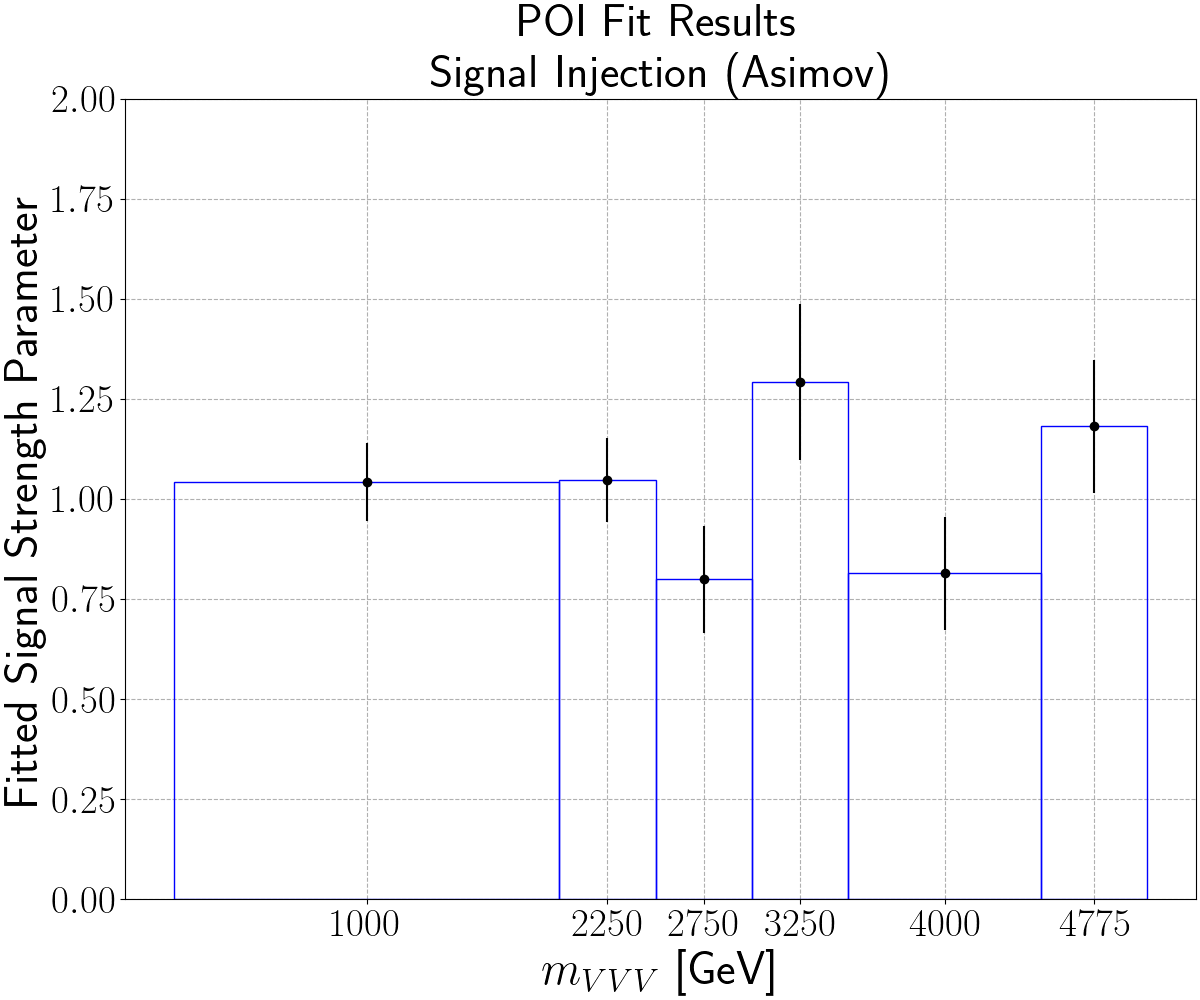 POI Fit Results
Signal Injection (Asimov)
2.00
1.75
1.50
1.25
1.00
0.75
0.50
0.25
0.00
Fitted Signal Strength Parameter
1000 2250 2750 3250 4000 4775
m_{VVV} [GeV]